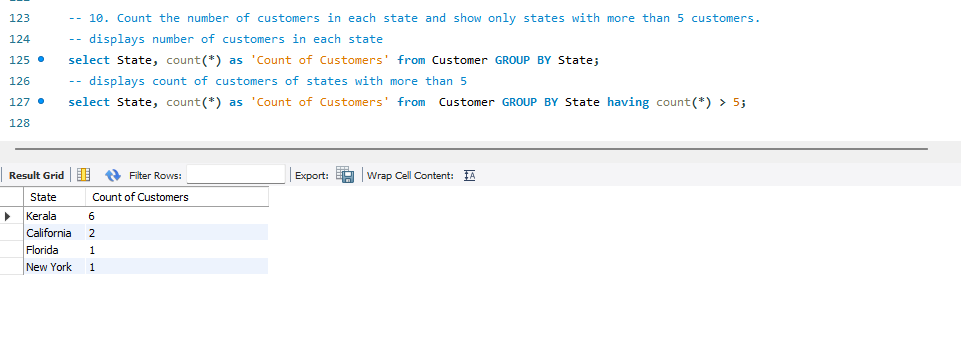 123 -- 10. Count the number of customers in each state and show only states with more than 5 customers.
124 -- displays number of customers in each state
125 select State, count(*) as 'Count of Customers' from Customer GROUP BY State;
126 -- displays count of customers of states with more than 5
127 select State, count(*) as 'Count of Customers' from  Customer GROUP BY State having count(*) > 5;
128
Result Grid Filter Rows: Export: Wrap Cell Content: IA
State Count of Customers
Kerala 6
California 2
Florida 1
New York 1